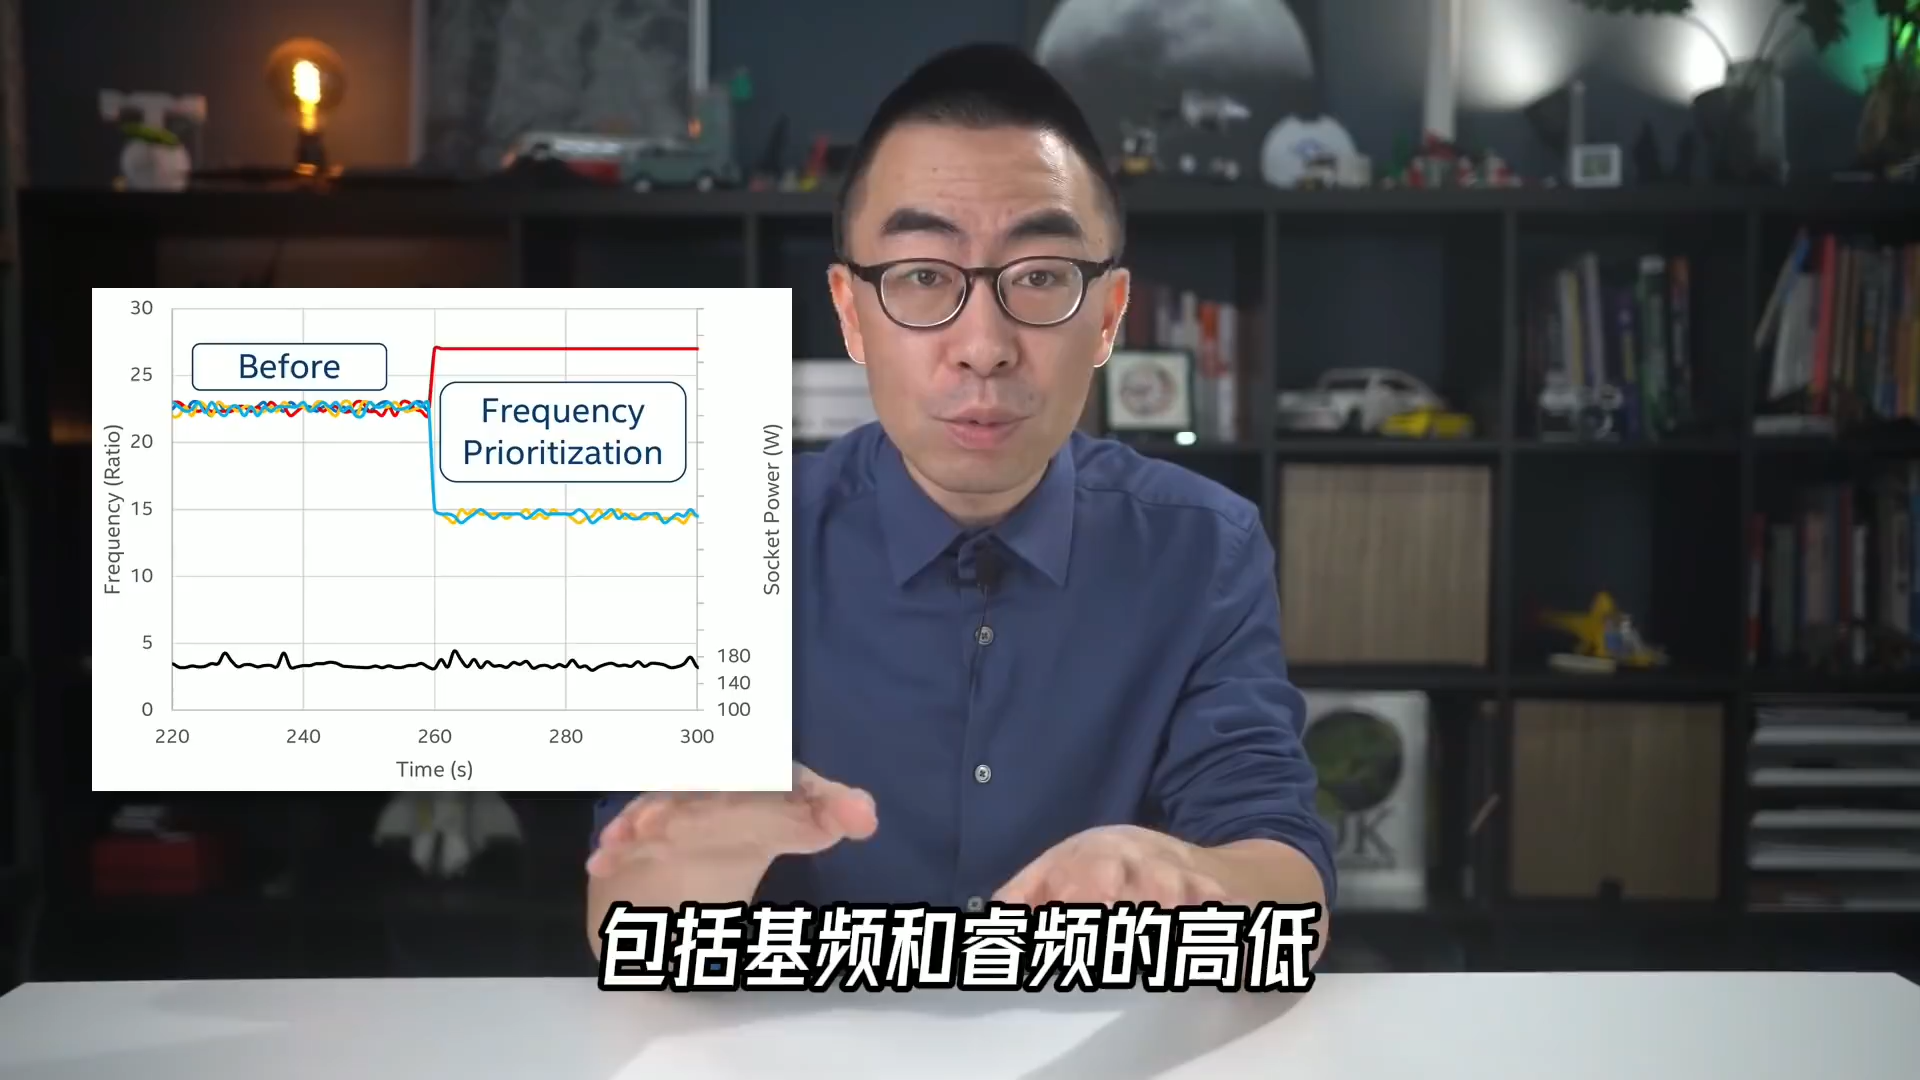 30
25
20
15
10
5
0
Before
Frequency
Prioritization
Frequency (Ratio)
Socket Power (W)
180
140
100
220 240 260 280 300
Time (s)
包括基频和睿频的高低